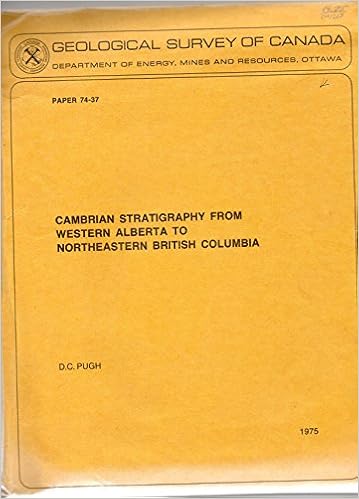 GEOLOGICAL SURVEY OF CANADA
DEPARTMENT OF ENERGY, MINES AND RESOURCES, OTTAWA
PAPER 74-37
CAMBRIAN STRATIGRAPHY FROM
WESTERN ALBERTA TO
NORTHEASTERN BRITISH COLUMBIA
D.C. PUGH
1975